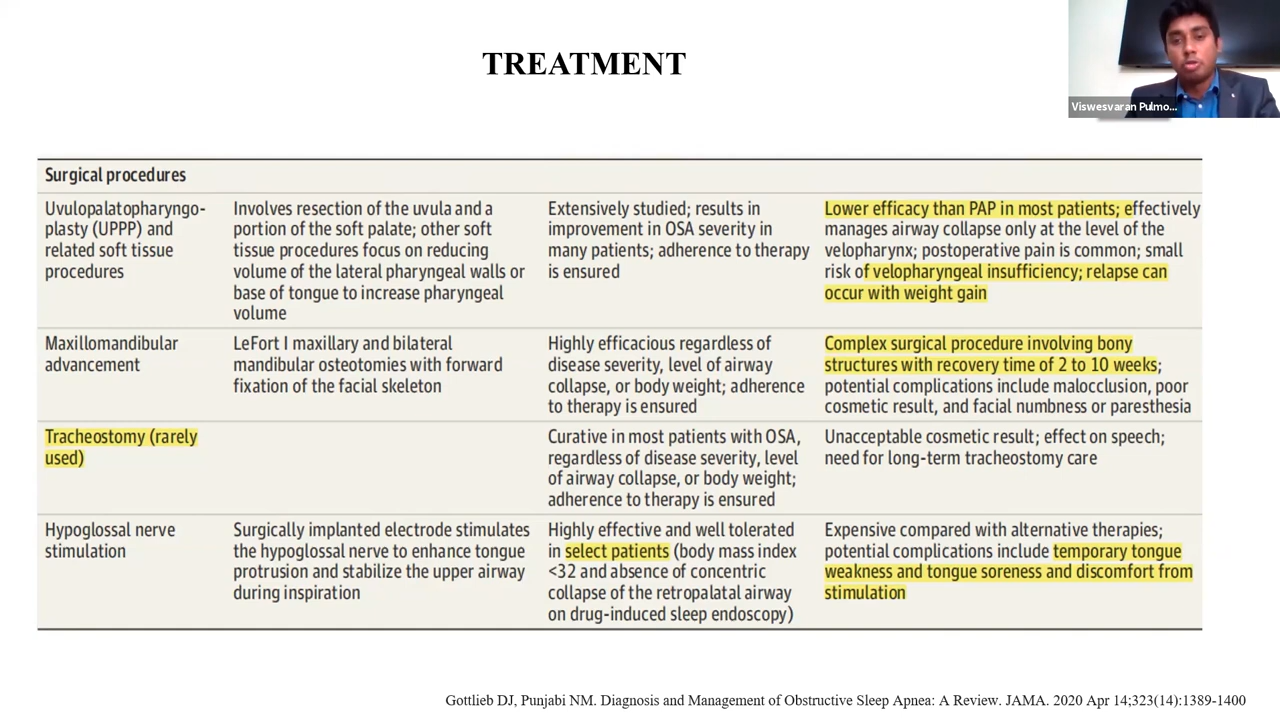 TREATMENT
Viswesvaran Pulmo...
Surgical procedures
Uvulopalatopharyngo-
plasty (UPPP) and
related soft tissue
procedures
Involves resection of the uvula and a
portion of the soft palate; other soft
tissue procedures focus on reducing
volume of the lateral pharyngeal walls or
base of tongue to increase pharyngeal
volume
Extensively studied; results in
improvement in OSA severity in
many patients; adherence to therapy
is ensured
Lower efficacy than PAP in most patients; effectively
manages airway collapse only at the level of the
velopharynx; postoperative pain is common; small
risk of velopharyngeal insufficiency; relapse can
occur with weight gain
Maxillomandibular
advancement
LeFort I maxillary and bilateral
mandibular osteotomies with forward
fixation of the facial skeleton
Highly efficacious regardless of
disease severity, level of airway
collapse, or body weight; adherence
to therapy is ensured
Complex surgical procedure involving bony
structures with recovery time of 2 to 10 weeks;
potential complications include malocclusion, poor
cosmetic result, and facial numbness or paresthesia
Tracheostomy (rarely
used)
Curative in most patients with OSA,
regardless of disease severity, level
of airway collapse, or body weight;
adherence to therapy is ensured
Unacceptable cosmetic result; effect on speech;
need for long-term tracheostomy care
Hypoglossal nerve
stimulation
Surgically implanted electrode stimulates
the hypoglossal nerve to enhance tongue
protrusion and stabilize the upper airway
during inspiration
Highly effective and well tolerated
in select patients (body mass index
<32 and absence of concentric
collapse of the retropalatal airway
on drug-induced sleep endoscopy)
Expensive compared with alternative therapies;
potential complications include temporary tongue
weakness and tongue soreness and discomfort from
stimulation
Gottlieb DJ, Punjabi NM. Diagnosis and Management of Obstructive Sleep Apnea: A Review. JAMA. 2020 Apr 14;323(14):1389-1400